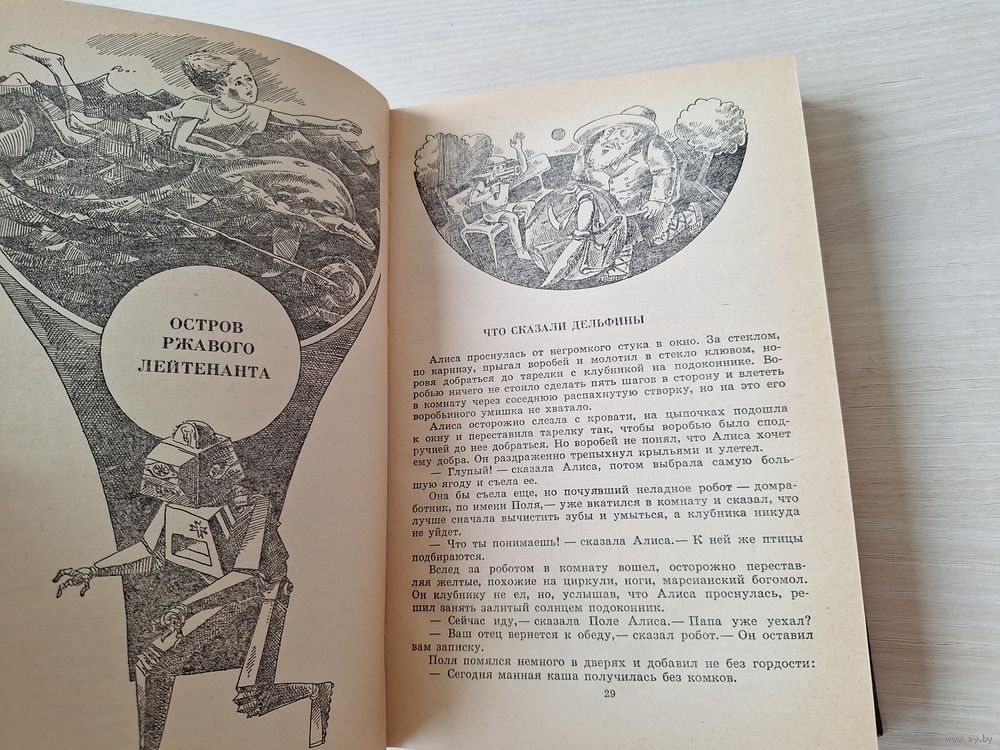 ОСТРОВ
РЖАВОГО
ЛЕЙТЕНАНТА
ЧТО СКАЗАЛИ ДЕЛЬФИНЫ
Алиса проснулась от негромкого стука в окно. За стеклом,
по карнизу, прыгал воробей и молотил в стекло клювом, но-
ровя добраться до тарелки с клубникой на подоконнике. Во-
робью ничего не стоило сделать пять шагов в сторону и влететь
в комнату через соседнюю распахнутую створку, но на это его
воробьиного умишка не хватало.
Алиса осторожно слезла с кровати, на цыпочках подошла
к окну и переставила тарелку так, чтобы воробью было спод-
ручней до нее добраться. Но воробей не понял, что Алиса хочет
ему добра. Он раздраженно трепыхнул крыльями и улетел.
— Глупый! — сказала Алиса, потом выбрала самую боль-
шую ягоду и съела ее.
Она бы съела еще, но почуявший неладное робот — домра-
ботник, по имени Поля,— уже вкатился в комнату и сказал, что
лучше сначала вычистить зубы и умыться, а клубника никуда
не уйдет.
— Что ты понимаешь! — сказала Алиса.— К ней же птицы
подбираются.
Вслед за роботом в комнату вошел, осторожно перестав-
ляя желтые, похожие на циркули, ноги, марсианский богомол.
Он клубнику не ел, но, услышав, что Алиса проснулась, ре-
шил занять залитый солнцем подоконник.
— Сейчас иду,— сказала Поле Алиса.— Папа уже уехал?
— Ваш отец вернется к обеду,— сказал робот.— Он оставил
вам записку.
Поля помялся немного в дверях и добавил не без гордости:
— Сегодня манная каша получилась без комков.
29
www.ay.by